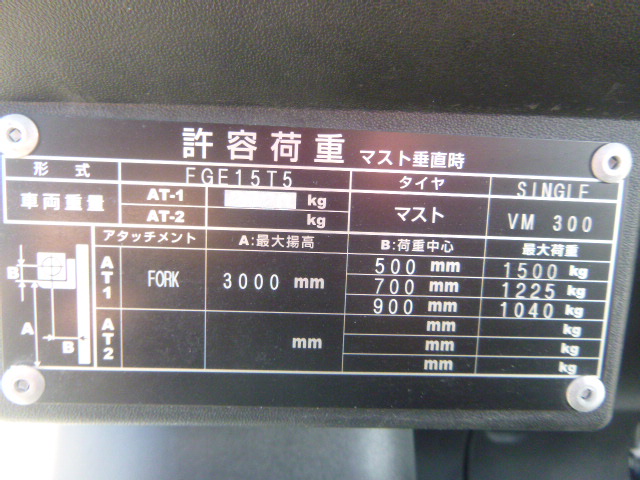 許容荷重 マスト垂直時
形式 FGE15T5 タイヤ SINGLE
車両重量 AT-1 kg マスト VM 300
AT-2 kg
アタッチメント A:最大揚高 B:荷重中心 最大荷重
AT1 FORK 3000 mm 500 mm 1500 kg
700 mm 1225 kg
900 mm 1040 kg
AT2 mm mm kg
mm kg
mm kg
B
A
B